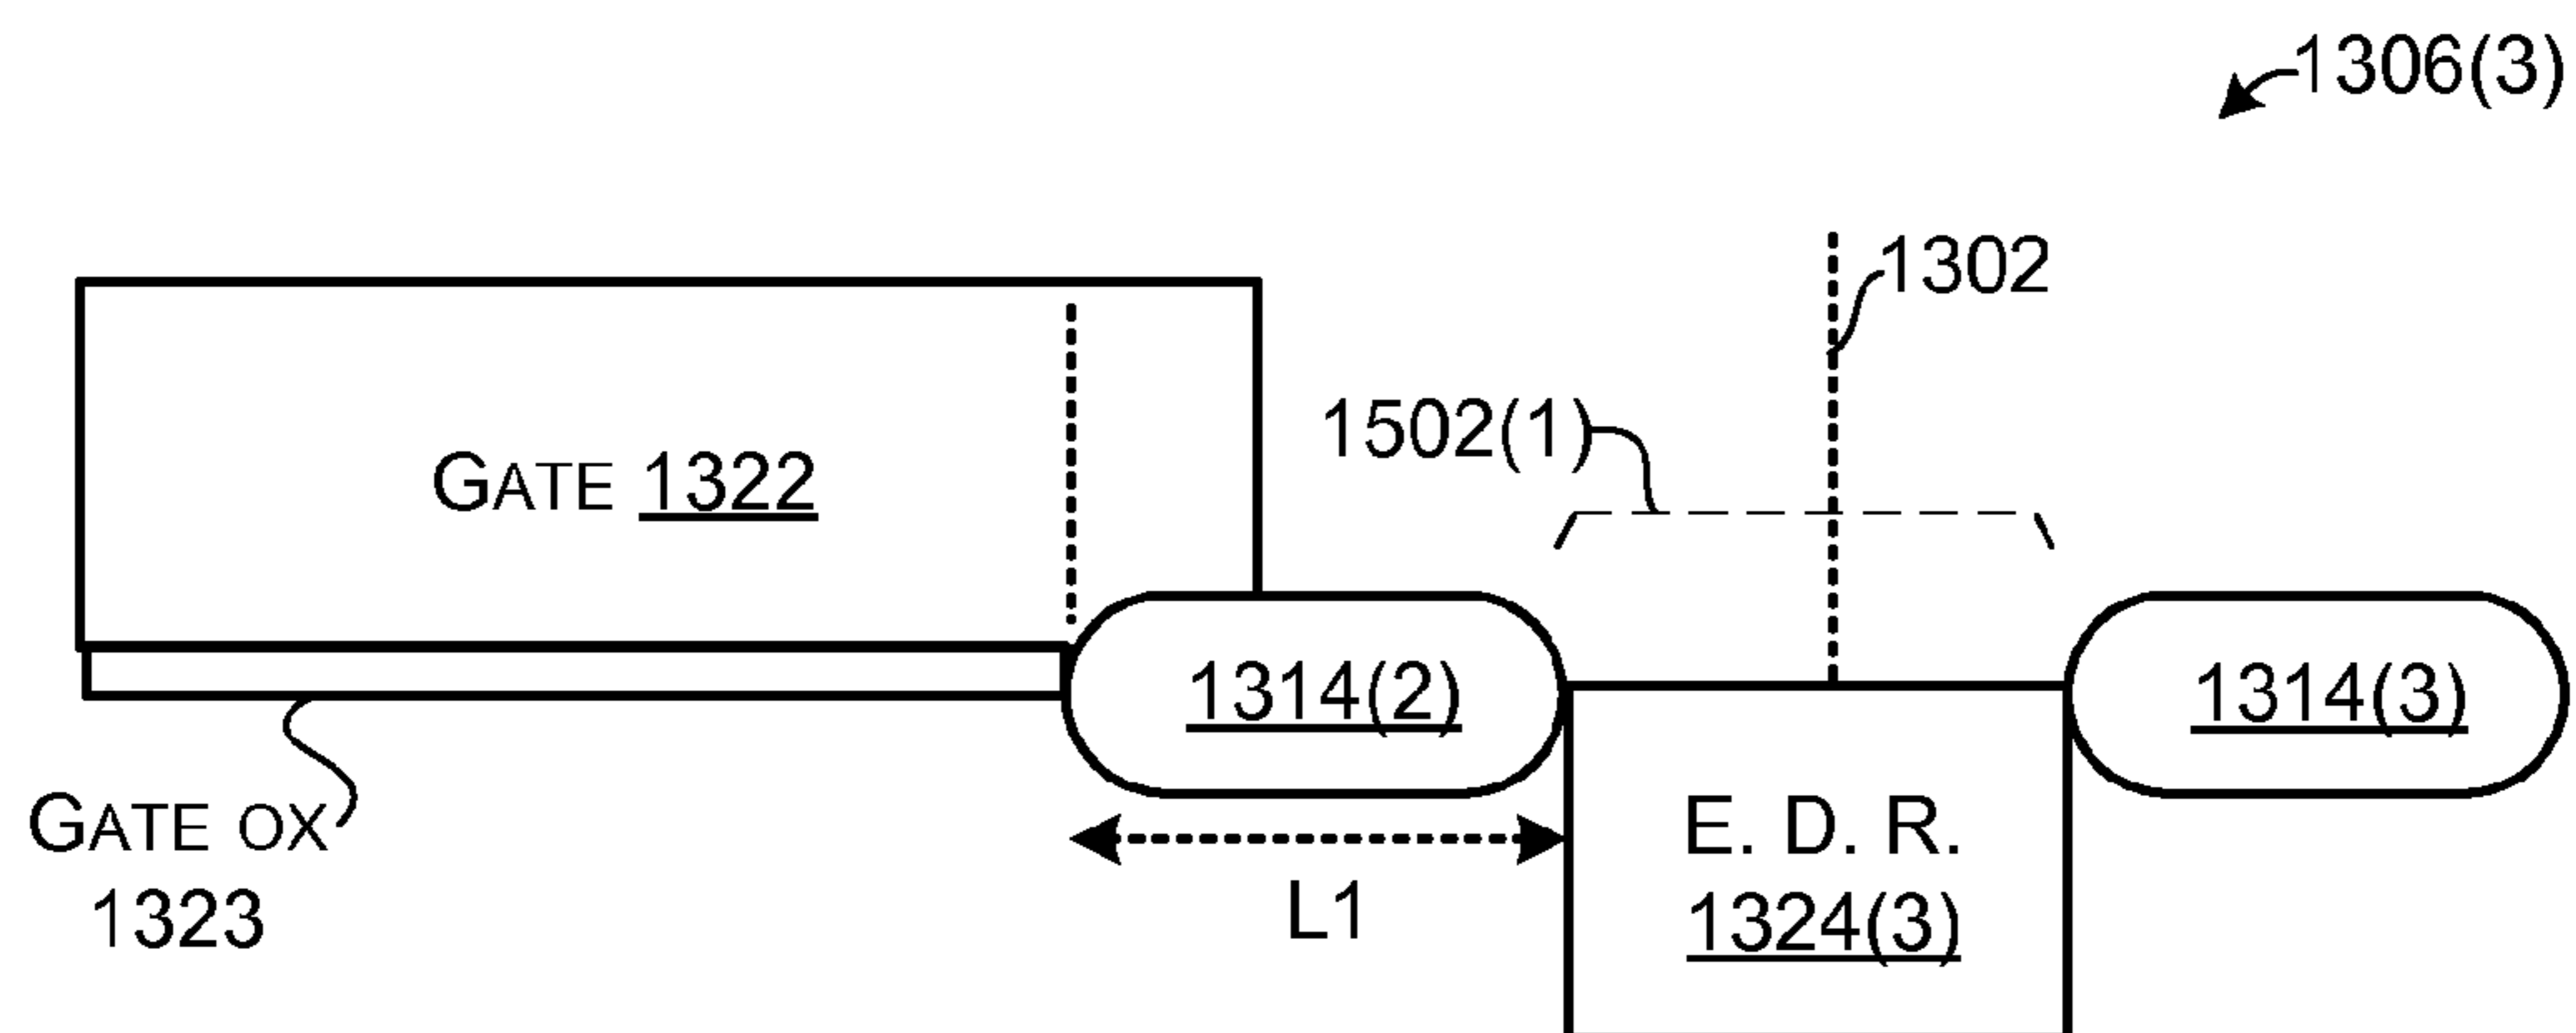 1306(3)
1302
1502(1)
GATE 1322
1314(2)
1314(3)
GATE OX
1323
E. D. R.
1324(3)
L1